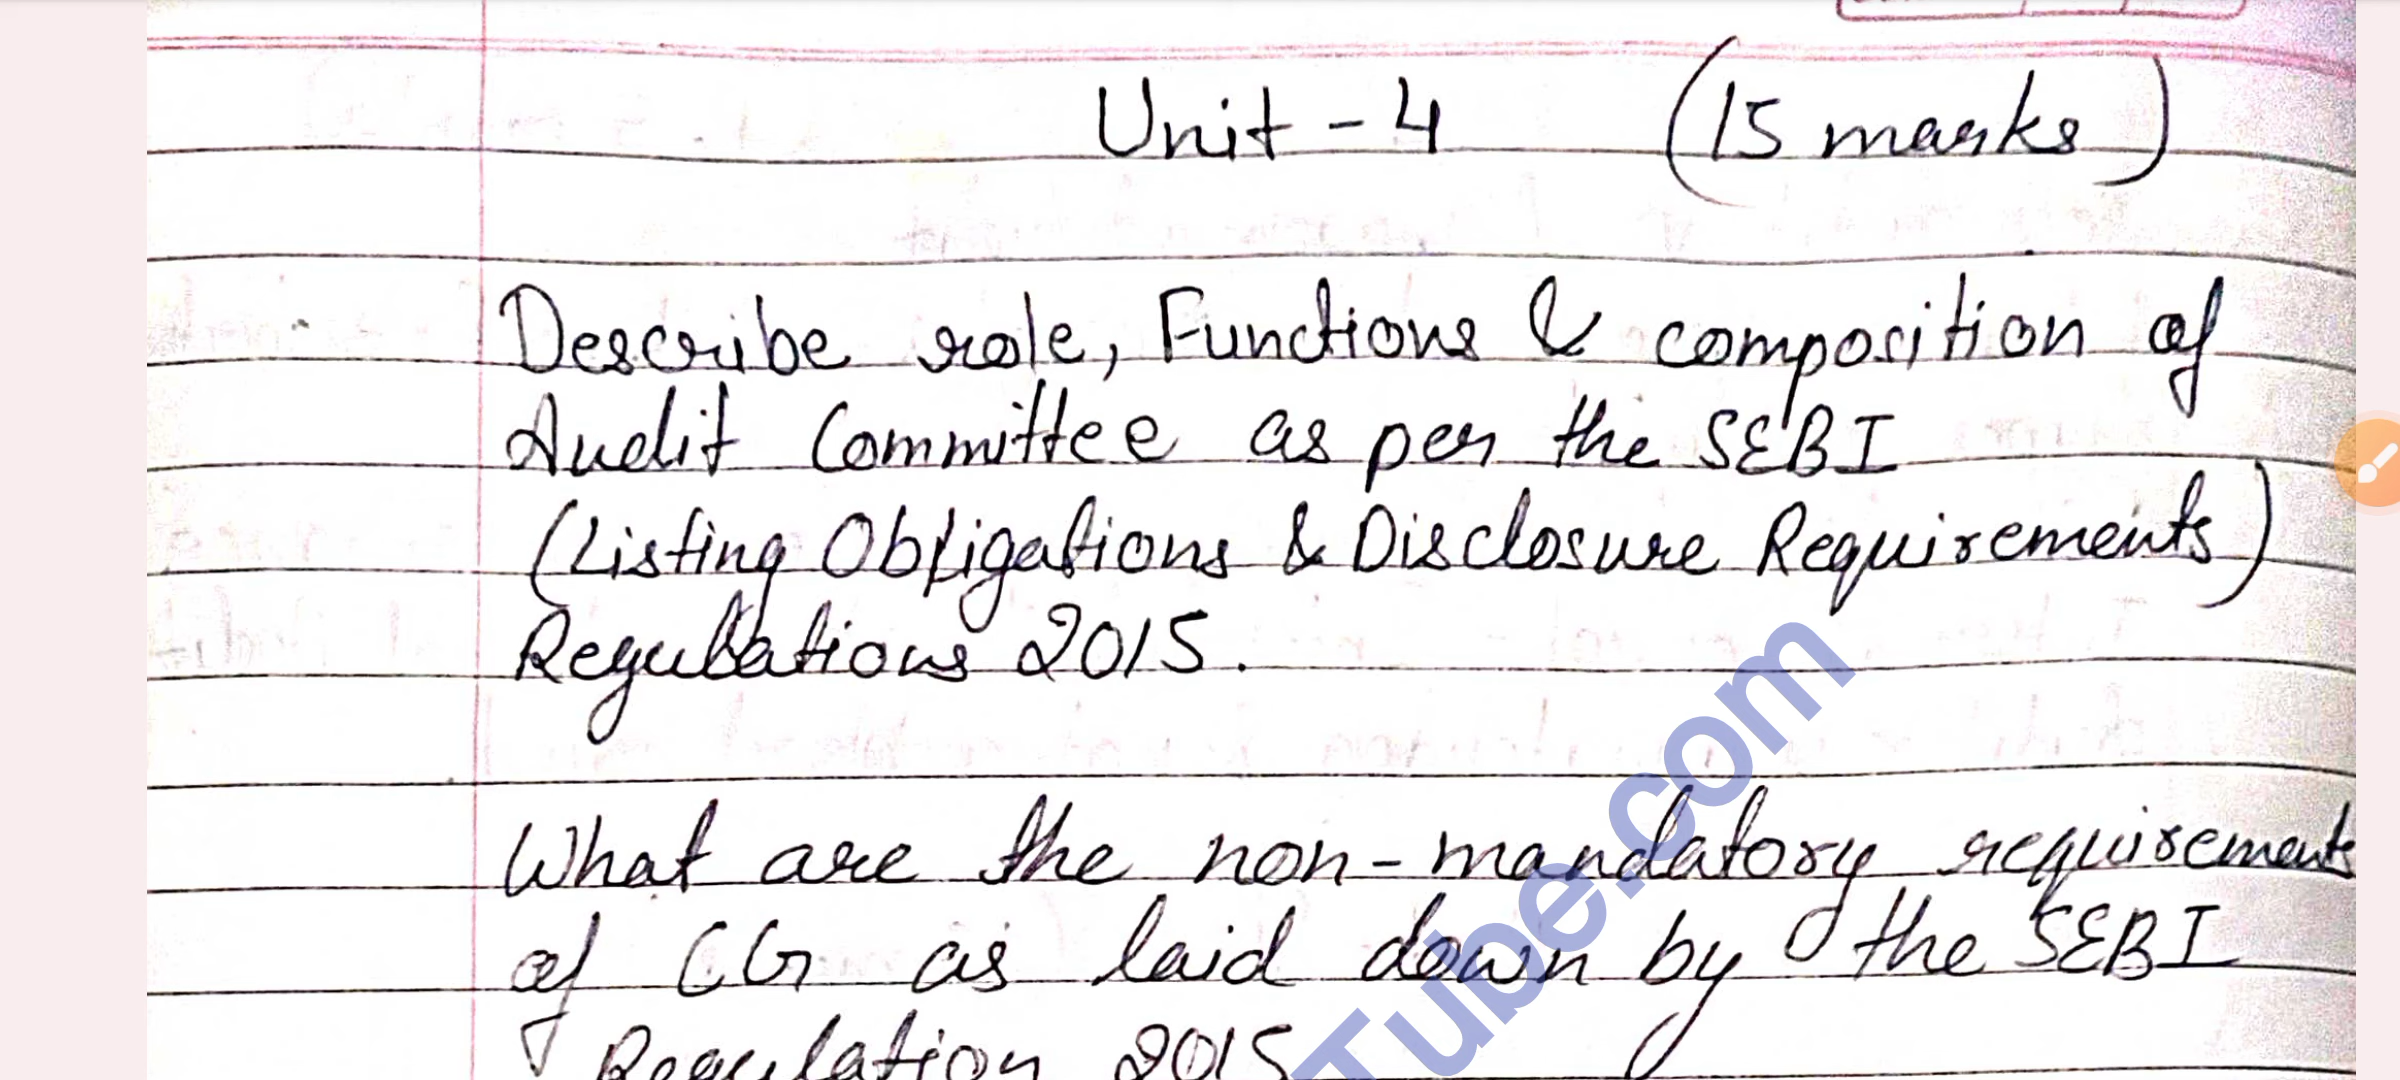 Unit - 4 (15 marks)
Describe role, Functions & composition of
Audit Committee as per the SEBI
(Listing Obligations & Disclosure Requirements)
Regulations 2015.
What are the non-mandatory requirements
of CG as laid down by the SEBI
Regulation 2015
Tube.com